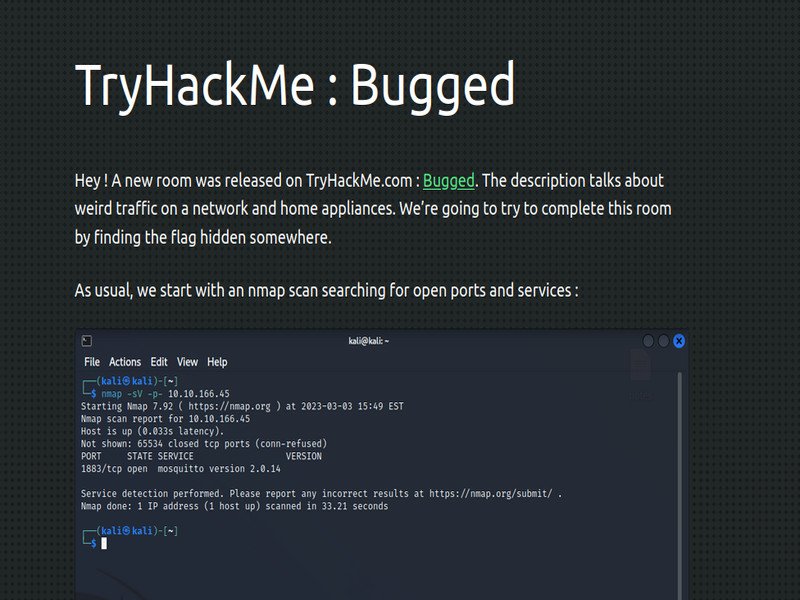 TryHackMe : Bugged
Hey ! A new room was released on TryHackMe.com : Bugged. The description talks about
weird traffic on a network and home appliances. We’re going to try to complete this room
by finding the flag hidden somewhere.
As usual, we start with an nmap scan searching for open ports and services :
kali@kali: ~
File Actions Edit View Help
┌──(kali㉿kali)-[~]
└─$ nmap -sV -p- 10.10.166.45
Starting Nmap 7.92 ( https://nmap.org ) at 2023-03-03 15:49 EST
Nmap scan report for 10.10.166.45
Host is up (0.033s latency).
Not shown: 65534 closed tcp ports (conn-refused)
PORT     STATE SERVICE                  VERSION
1883/tcp open  mosquitto version 2.0.14
Service detection performed. Please report any incorrect results at https://nmap.org/submit/ .
Nmap done: 1 IP address (1 host up) scanned in 33.21 seconds
┌──(kali㉿kali)-[~]
└─$